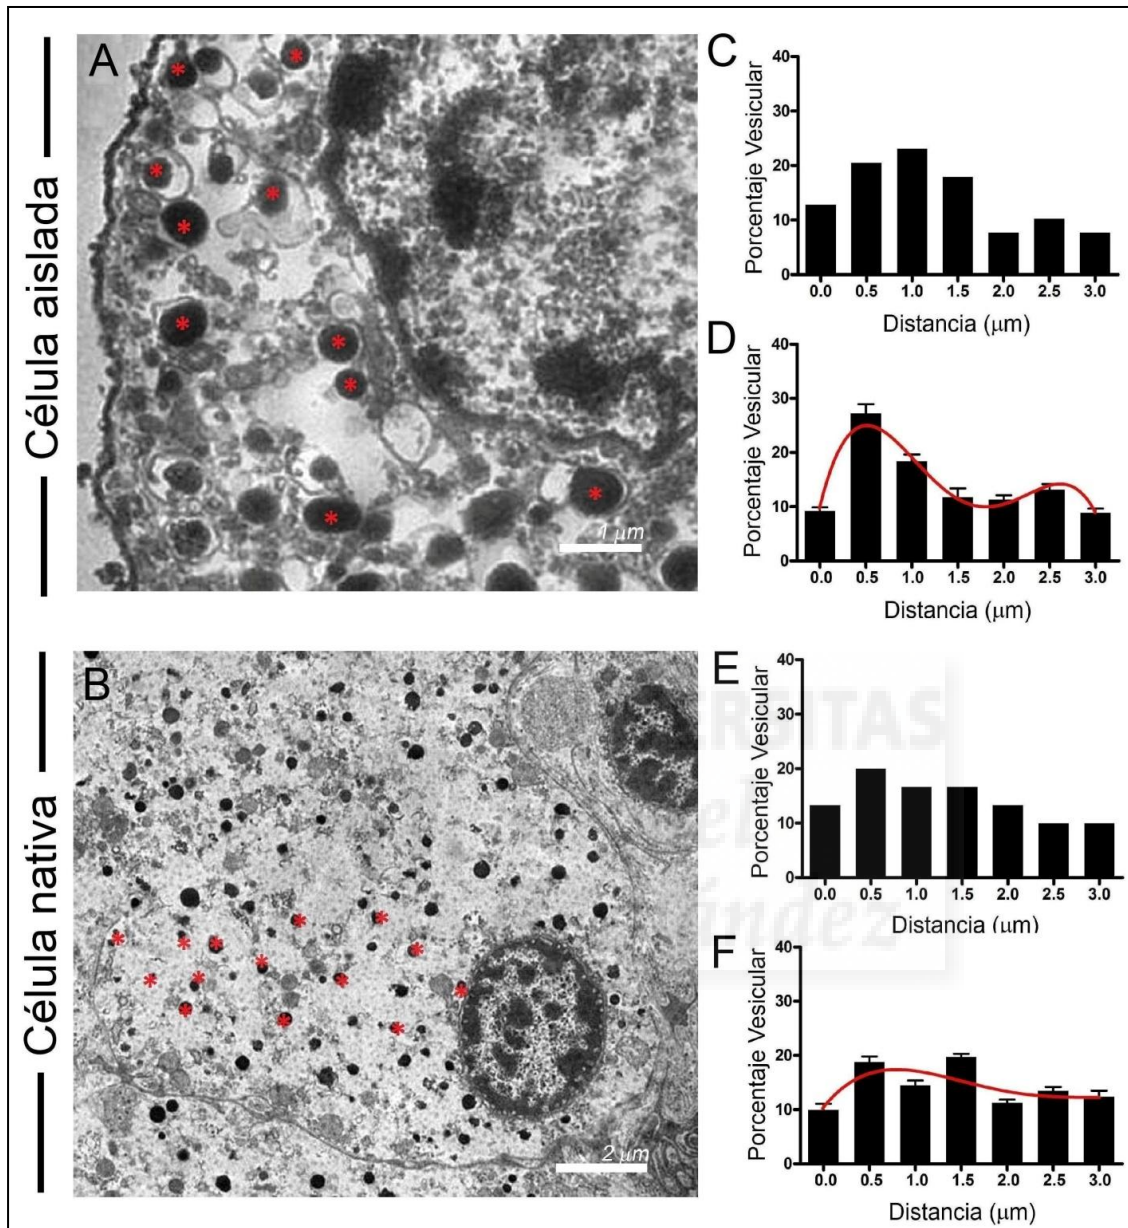 Célula aislada
A
1 μm
C
Porcentaje Vesicular
40
30
20
10
0
0.0 0.5 1.0 1.5 2.0 2.5 3.0
Distancia (μm)
D
Porcentaje Vesicular
40
30
20
10
0
0.0 0.5 1.0 1.5 2.0 2.5 3.0
Distancia (μm)
Célula nativa
B
2 μm
E
Porcentaje Vesicular
40
30
20
10
0
0.0 0.5 1.0 1.5 2.0 2.5 3.0
Distancia (μm)
F
Porcentaje Vesicular
40
30
20
10
0
0.0 0.5 1.0 1.5 2.0 2.5 3.0
Distancia (μm)